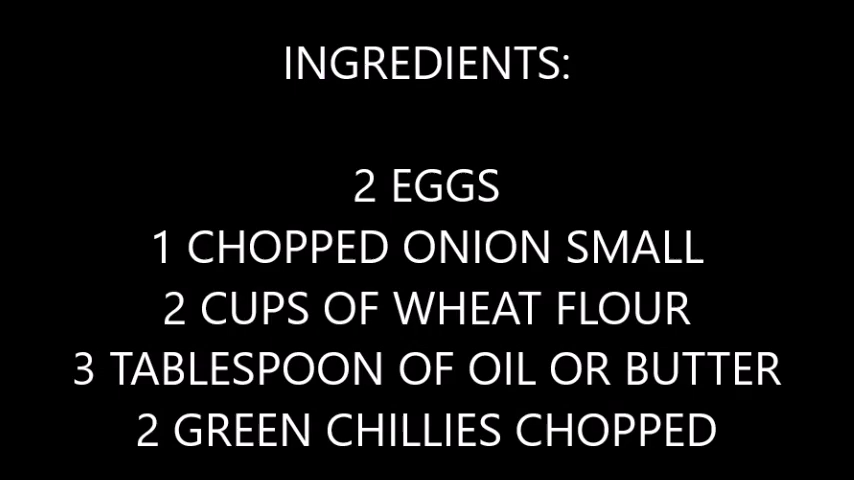 INGREDIENTS:
2 EGGS
1 CHOPPED ONION SMALL
2 CUPS OF WHEAT FLOUR
3 TABLESPOON OF OIL OR BUTTER
2 GREEN CHILLIES CHOPPED